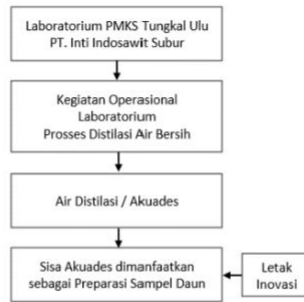 Laboratorium PMKS Tungkal Ulu
PT. Inti Indosawit Subur
Kegiatan Operasional
Laboratorium
Prosses Distilasi Air Bersih
Air Distilasi / Akuades
Sisa Akuades dimanfaatkan
sebagai Preparasi Sampel Daun
Letak
Inovasi